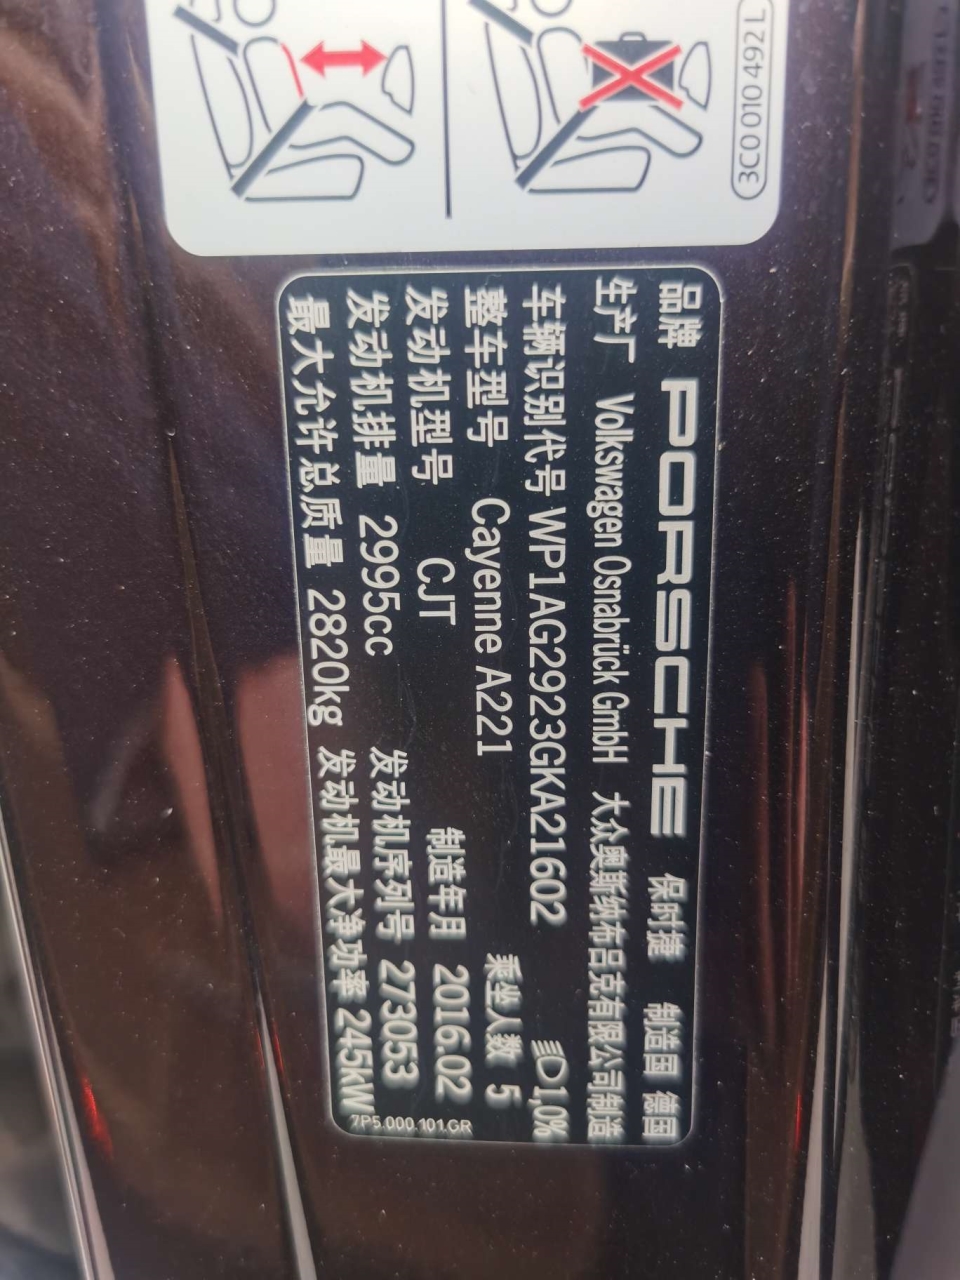 3C0 010 492 L
品牌 PORSCHE 保时捷 制造国 德国
生产厂 Volkswagen Osnabrück GmbH 大众奥斯纳布吕克有限公司制造
车辆识别代号 WP1AG2923GKA21602 1,0%
整车型号 Cayenne A221 乘坐人数 5
发动机型号 CJT 制造年月 2016.02
发动机排量 2995cc 发动机序列号 273053
最大允许总质量 2820kg 发动机最大净功率 245kW
7P5.000.101.GR